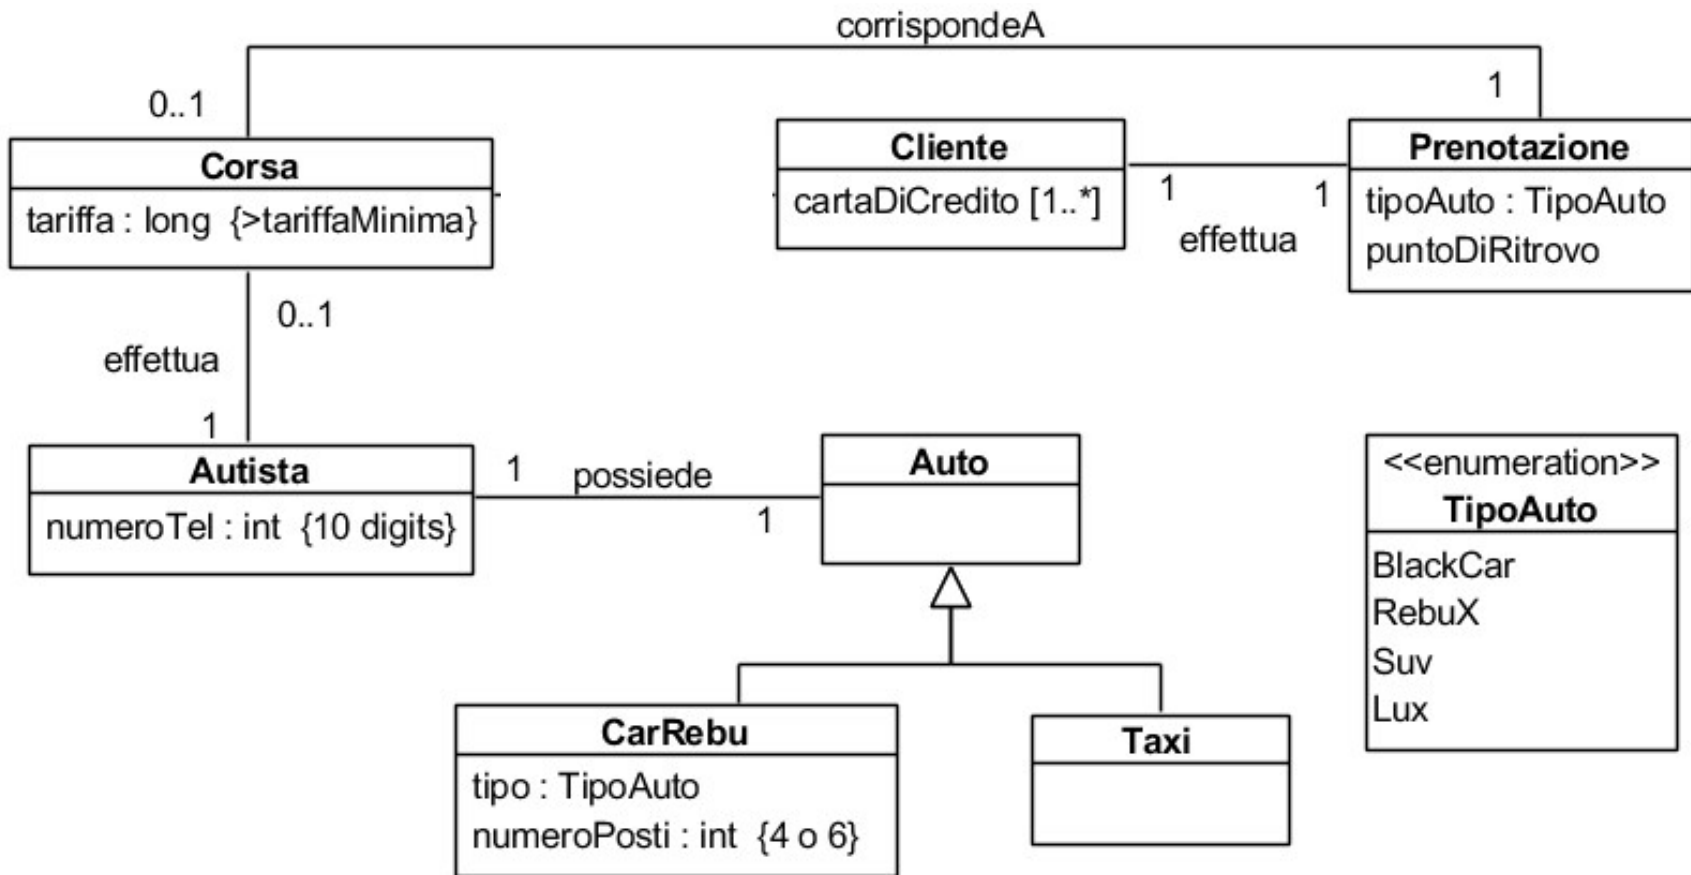 corrispondeA
0..1
1
Corsa
tariffa : long {>tariffaMinima}
Cliente
cartaDiCredito [1..*]
1
1
effettua
Prenotazione
tipoAuto : TipoAuto
puntoDiRitrovo
0..1
effettua
1
Autista
numeroTel : int {10 digits}
1
possiede
1
Auto
<<enumeration>>
TipoAuto
BlackCar
RebuX
Suv
Lux
CarRebu
tipo : TipoAuto
numeroPosti : int {4 o 6}
Taxi